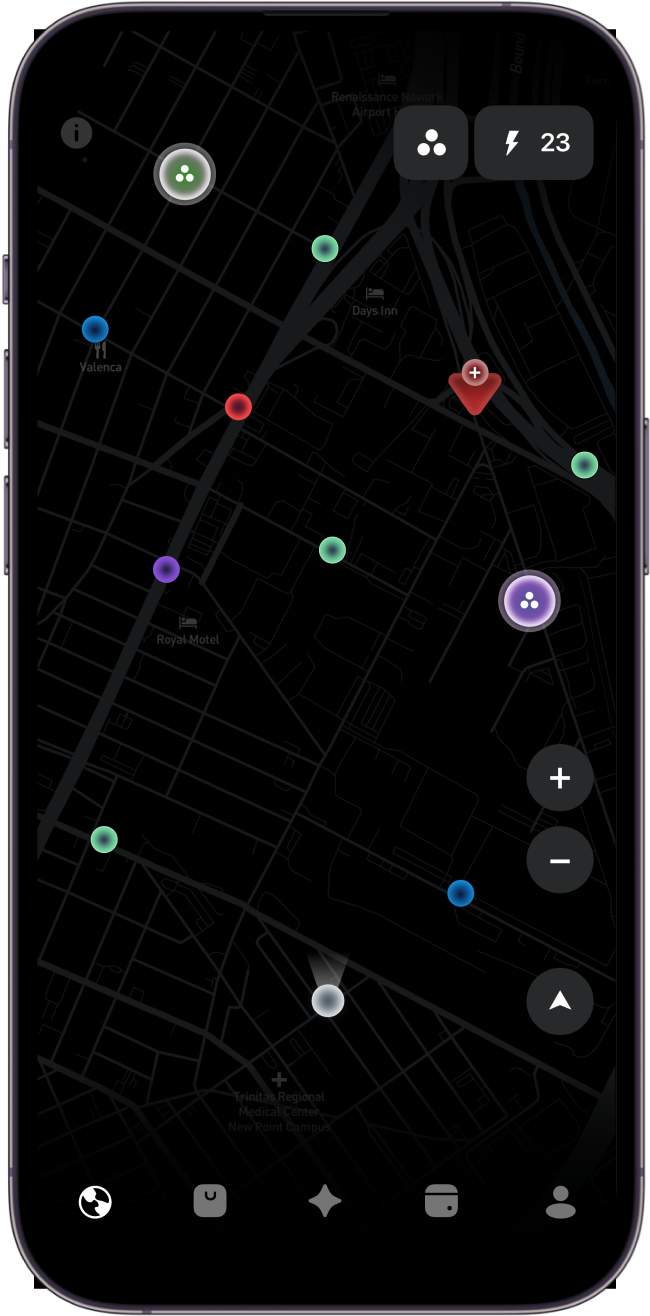 Bound
Renaissance Newark
Airport H
23
Days Inn
Valenca
Royal Motel
Trinitas Regional
Medical Center
New Point Campus